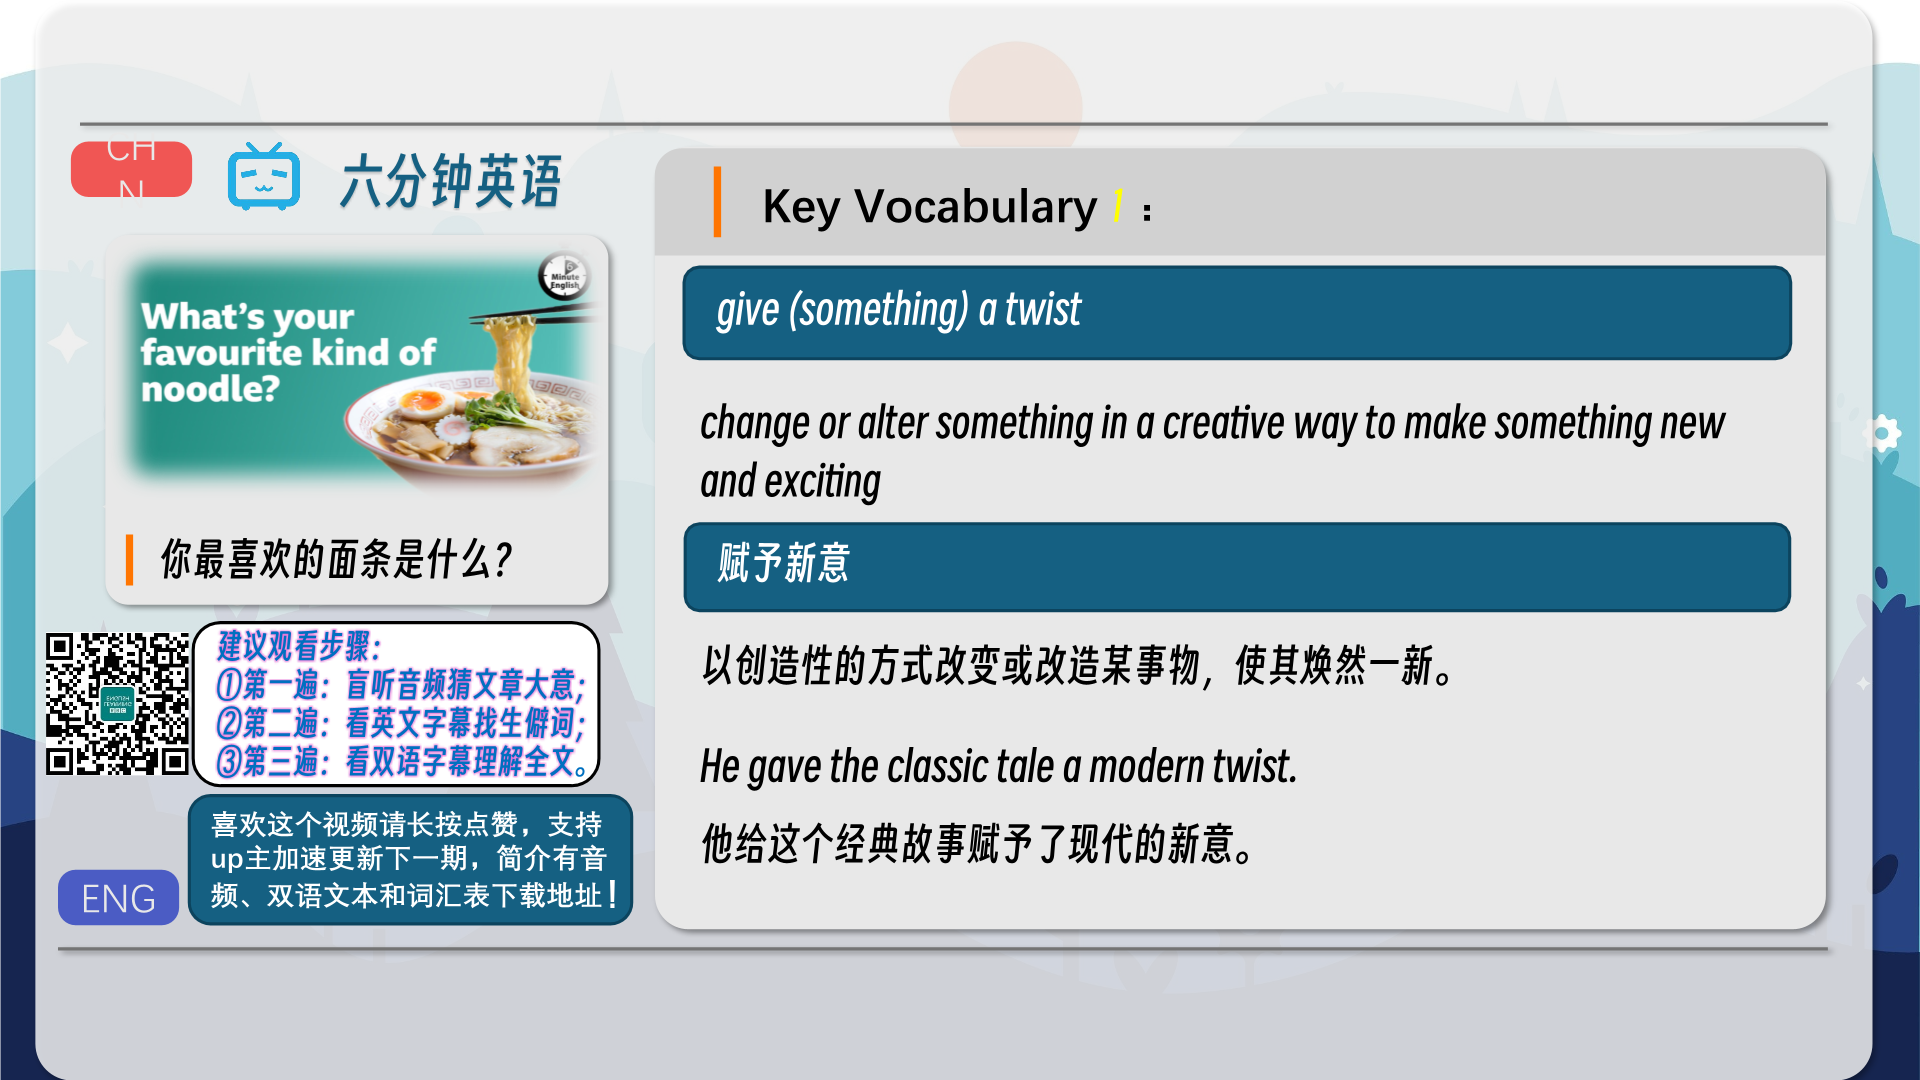 CH
N
六分钟英语
6
Minute
English
What's your
favourite kind of
noodle?
你最喜欢的面条是什么？
建议观看步骤：
①第一遍：盲听音频猜文章大意；
②第二遍：看英文字幕找生僻词；
③第三遍：看双语字幕理解全文。
喜欢这个视频请长按点赞，支持
up主加速更新下一期，简介有音
频、双语文本和词汇表下载地址！
ENG
Key Vocabulary 1：
give (something) a twist
change or alter something in a creative way to make something new
and exciting
赋予新意
以创造性的方式改变或改造某事物，使其焕然一新。
He gave the classic tale a modern twist.
他给这个经典故事赋予了现代的新意。